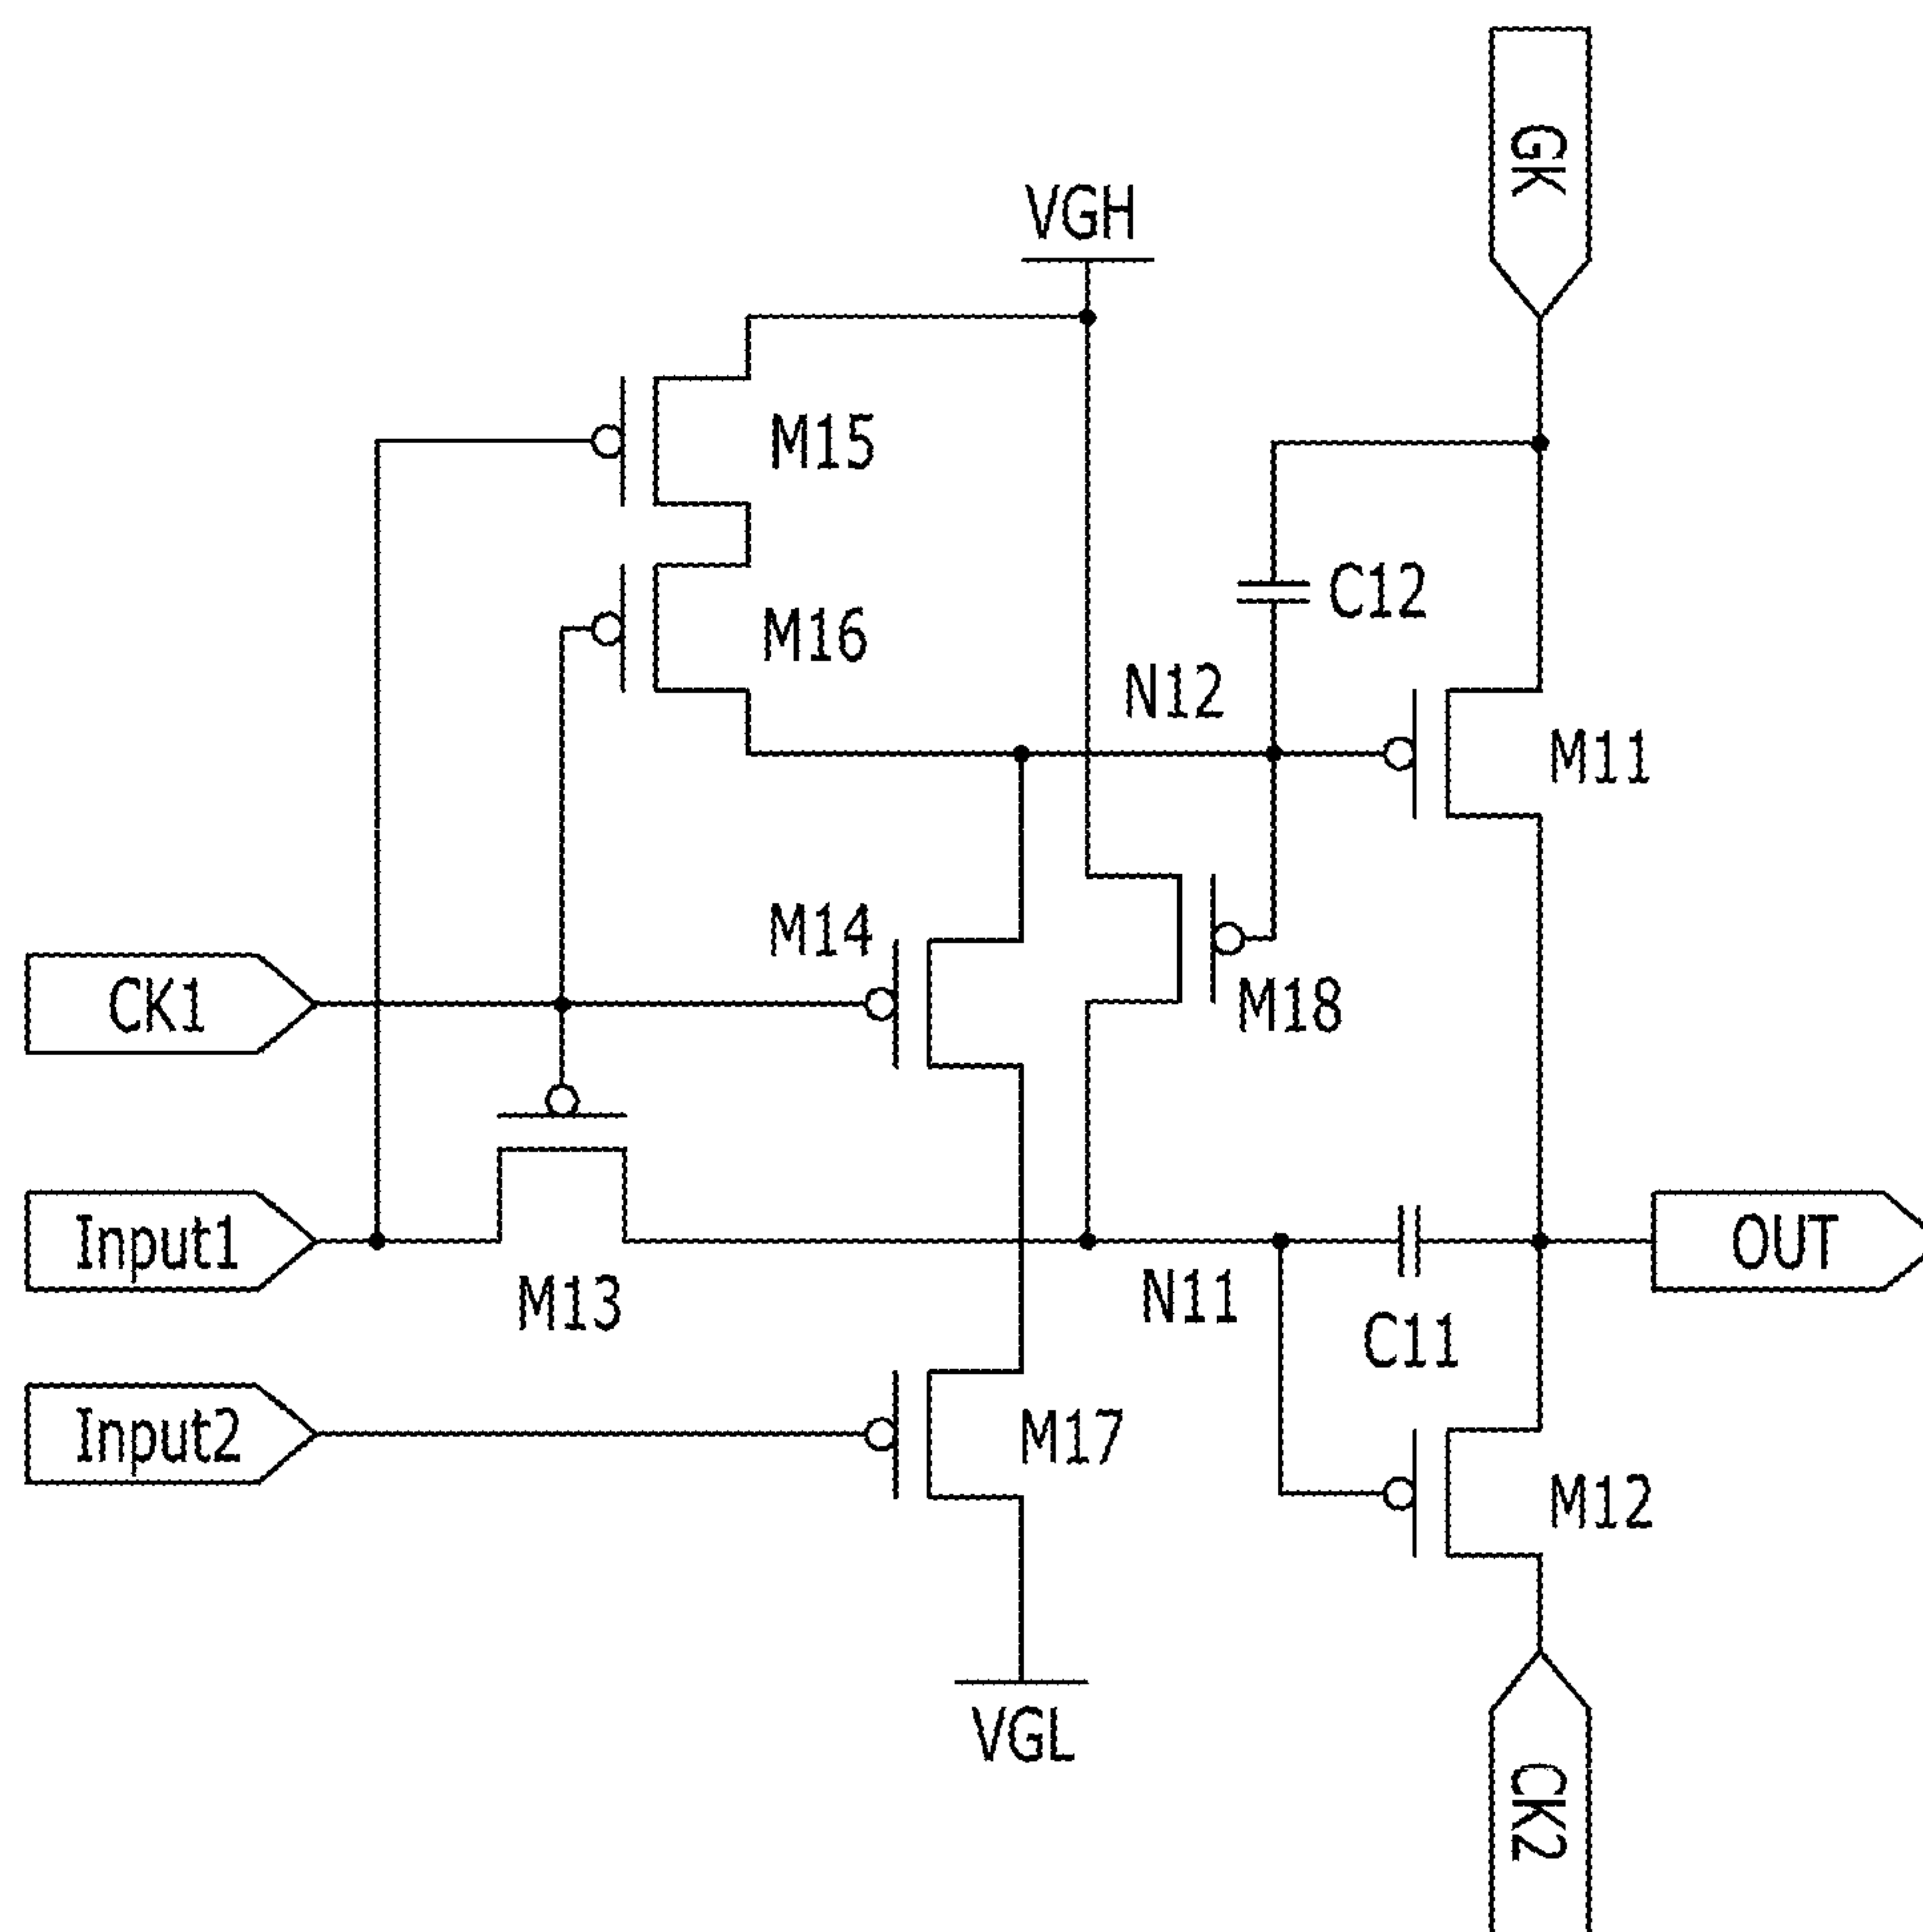 GK
VGH
M15
C12
M16
N12
M11
M14
CK1
M18
Input1
OUT
M13
N11
C11
Input2
M17
M12
VGL
CK2